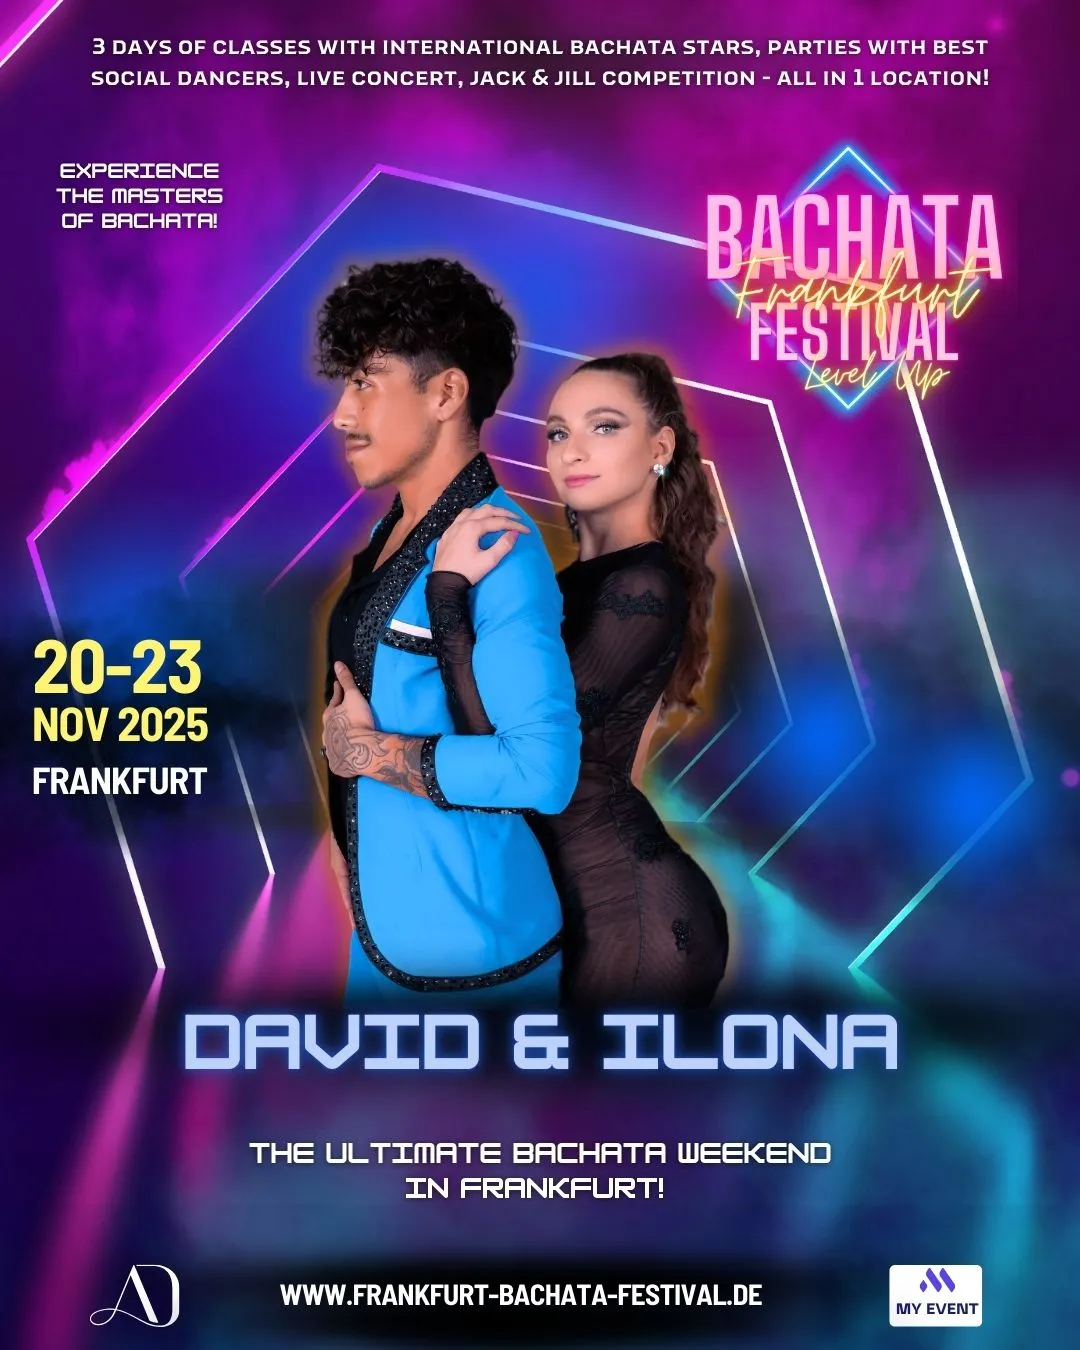 3 DAYS OF CLASSES WITH INTERNATIONAL BACHATA STARS, PARTIES WITH BEST
SOCIAL DANCERS, LIVE CONCERT, JACK & JILL COMPETITION - ALL IN 1 LOCATION!
EXPERIENCE
THE MASTERS
OF BACHATA!
BACHATA
Frankfurt
FESTIVAL
Level Up
20-23
NOV 2025
FRANKFURT
DAVID & ILONA
THE ULTIMATE BACHATA WEEKEND
IN FRANKFURT!
AD
WWW.FRANKFURT-BACHATA-FESTIVAL.DE
MY EVENT